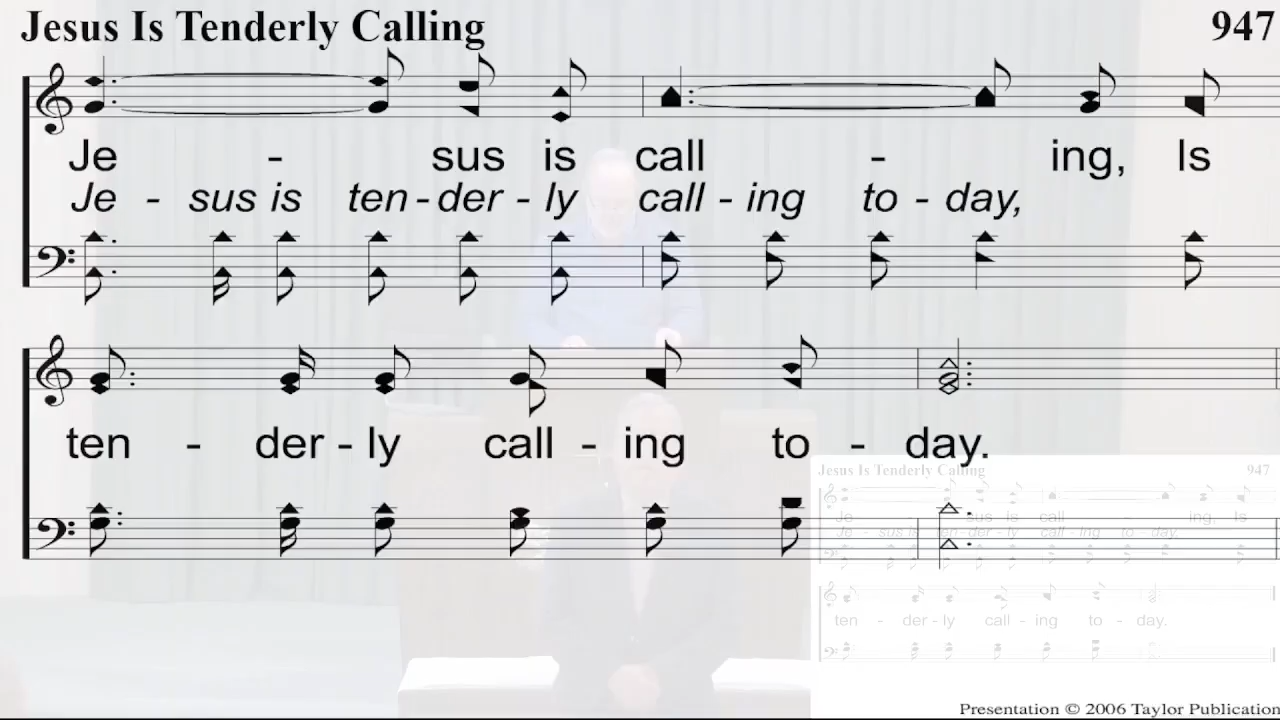 Jesus Is Tenderly Calling 947
Je - sus is call - ing, Is
Je - sus is ten - der - ly call - ing to - day,
ten - der - ly call - ing to - day.
Jesus Is Tenderly Calling 947
Je - sus is call - ing, Is
Je - sus is ten - der - ly call - ing to - day,
ten - der - ly call - ing to - day.
Presentation © 2006 Taylor Publication